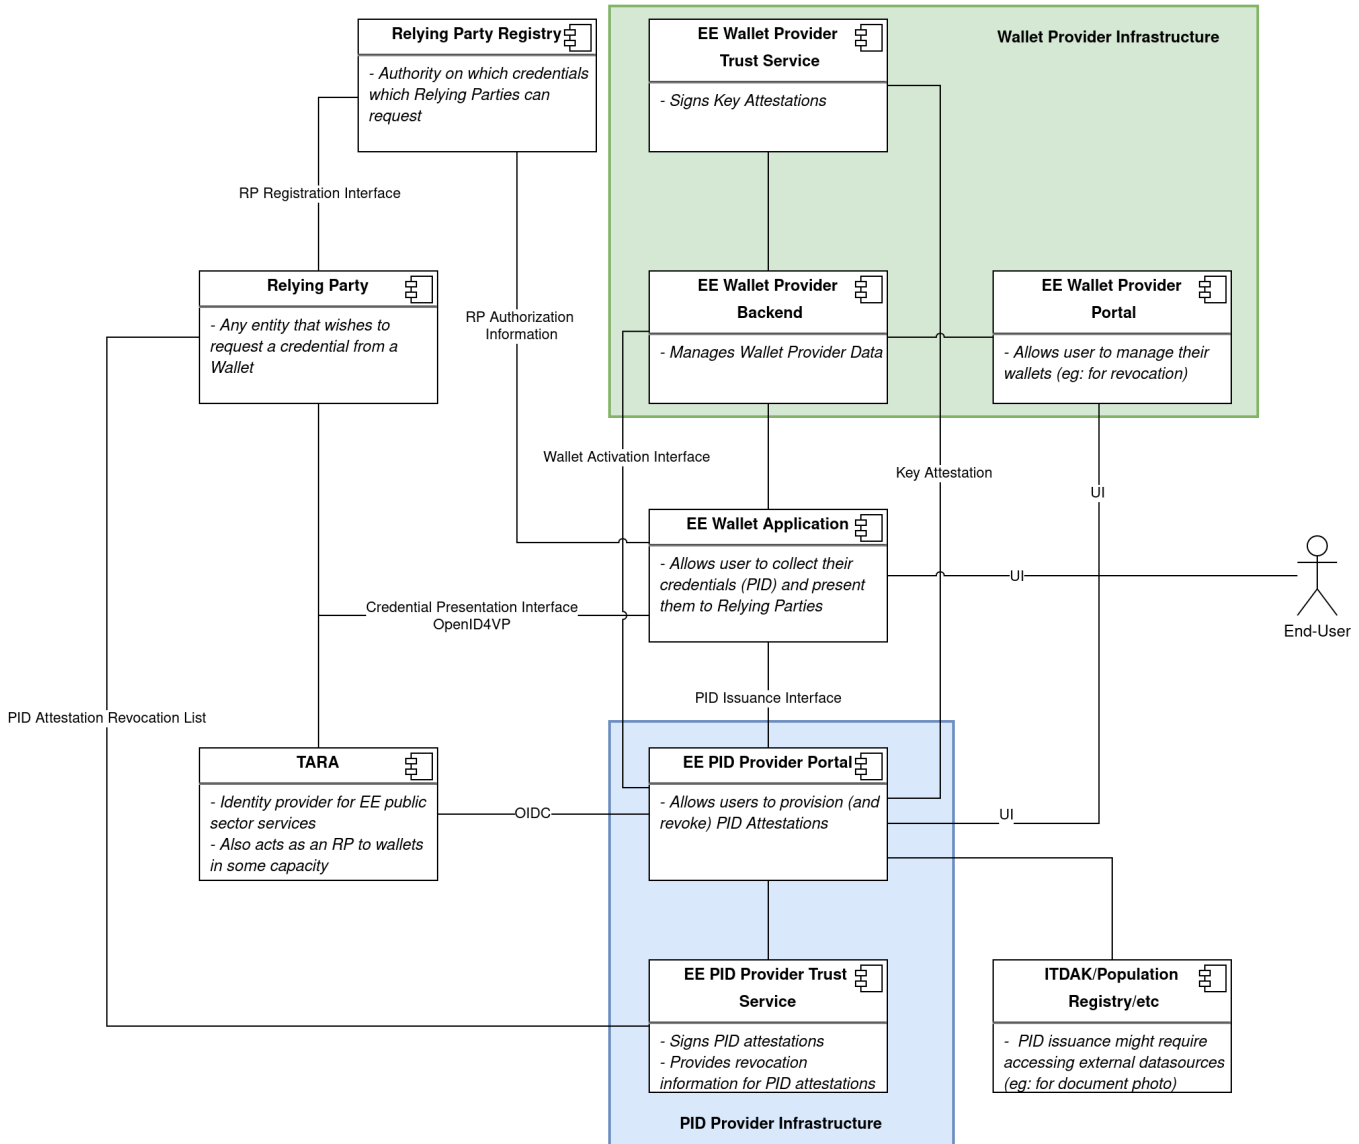 Relying Party Registry
- Authority on which credentials
which Relying Parties can
request
EE Wallet Provider
Trust Service
- Signs Key Attestations
Wallet Provider Infrastructure
RP Registration Interface
Relying Party
- Any entity that wishes to
request a credential from a
Wallet
RP Authorization
Information
EE Wallet Provider
Backend
- Manages Wallet Provider Data
EE Wallet Provider
Portal
- Allows user to manage their
wallets (eg: for revocation)
Wallet Activation Interface
Key Attestation
UI
EE Wallet Application
- Allows user to collect their
credentials (PID) and present
them to Relying Parties
UI
End-User
Credential Presentation Interface
OpenID4VP
PID Issuance Interface
PID Attestation Revocation List
TARA
- Identity provider for EE public
sector services
- Also acts as an RP to wallets
in some capacity
OIDC
EE PID Provider Portal
- Allows users to provision (and
revoke) PID Attestations
UI
EE PID Provider Trust
Service
- Signs PID attestations
- Provides revocation
information for PID attestations
ITDAK/Population
Registry/etc
- PID issuance might require
accessing external datasources
(eg: for document photo)
PID Provider Infrastructure